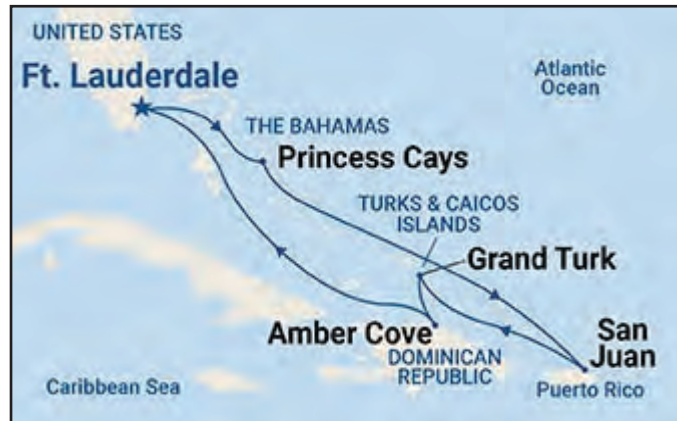 UNITED STATES
Ft. Lauderdale
Atlantic
Ocean
THE BAHAMAS
Princess Cays
TURKS & CAICOS
ISLANDS
Grand Turk
Amber Cove
DOMINICAN
REPUBLIC
San
Juan
Puerto Rico
Caribbean Sea